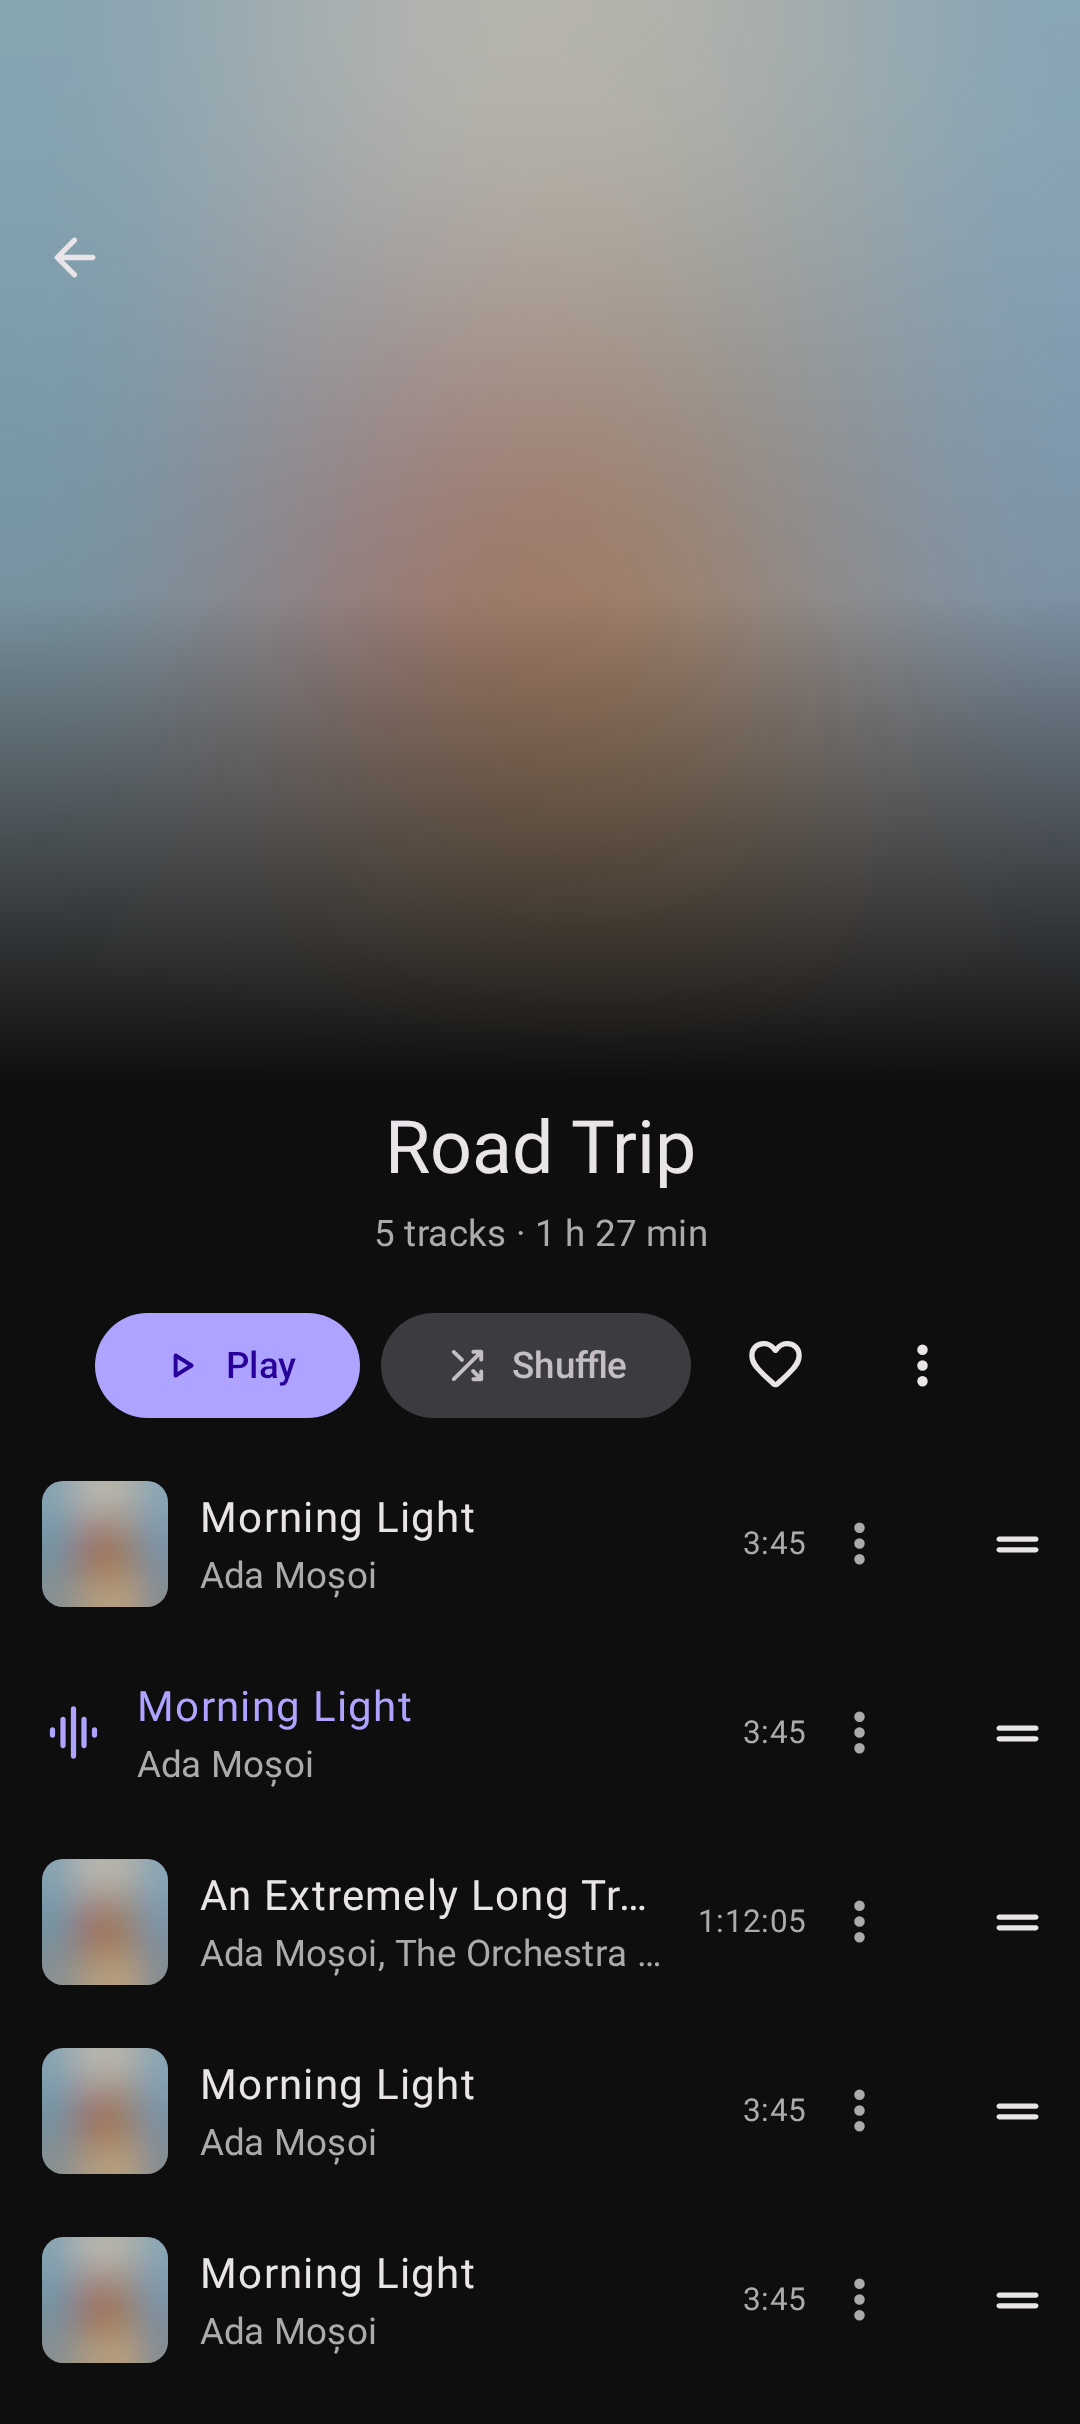 Road Trip
5 tracks · 1 h 27 min
Play
Shuffle
Morning Light
3:45
Ada Moșoi
Morning Light
3:45
Ada Moșoi
An Extremely Long Tr…
1:12:05
Ada Moșoi, The Orchestra …
Morning Light
3:45
Ada Moșoi
Morning Light
3:45
Ada Moșoi